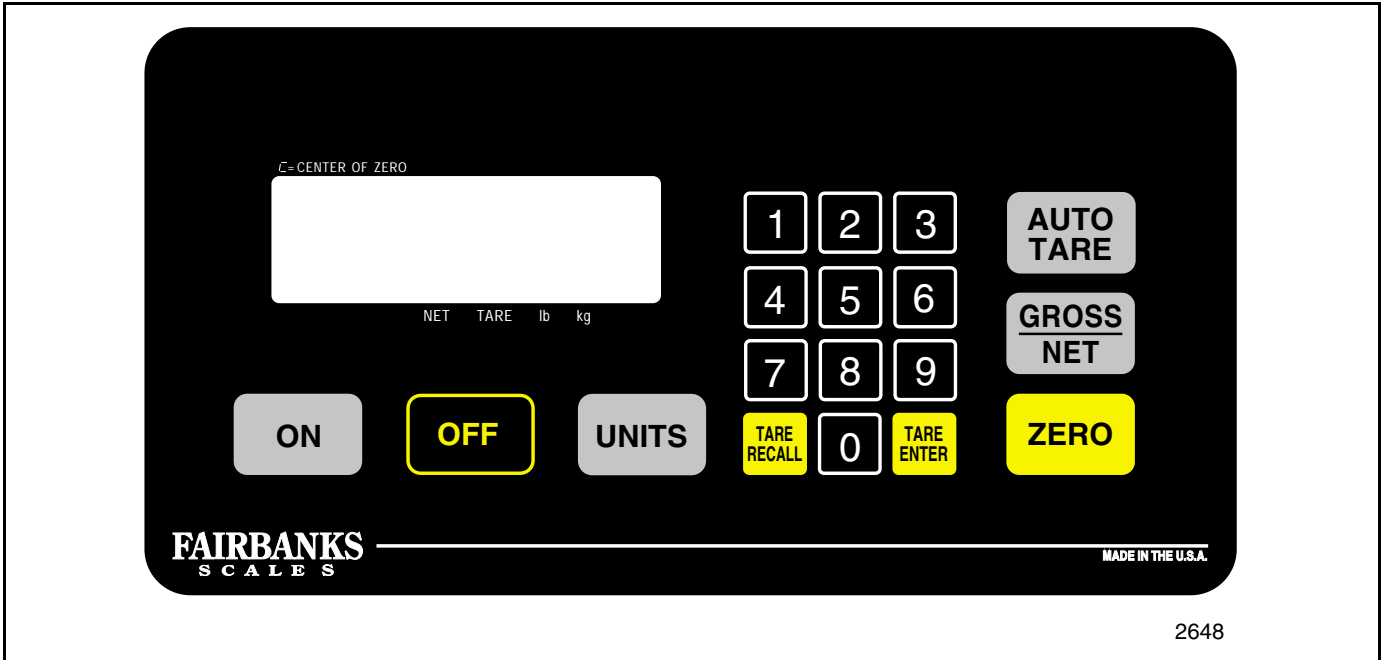 C= CENTER OF ZERO
NET TARE lb kg
1 2 3
4 5 6
7 8 9
TARE RECALL 0 TARE ENTER
AUTO
TARE
GROSS
NET
ON OFF UNITS
ZERO
FAIRBANKS
SCALES
MADE IN THE U.S.A.
2648